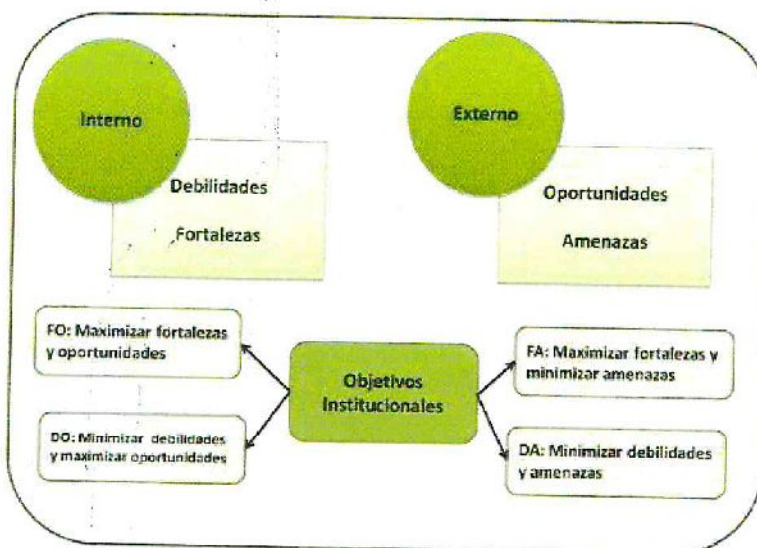 Interno
Externo
Debilidades
Fortalezas
Oportunidades
Amenazas
FO: Maximizar fortalezas
y oportunidades
Objetivos
Institucionales
FA: Maximizar fortalezas y
minimizar amenazas
DO: Minimizar debilidades
y maximizar oportunidades
DA: Minimizar debilidades
y amenazas